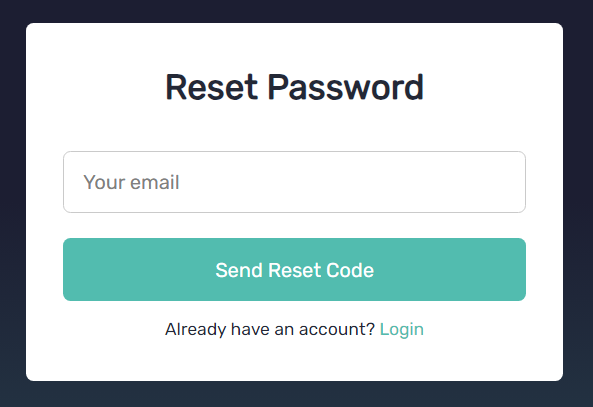 Reset Password
Your email
Send Reset Code
Already have an account? Login